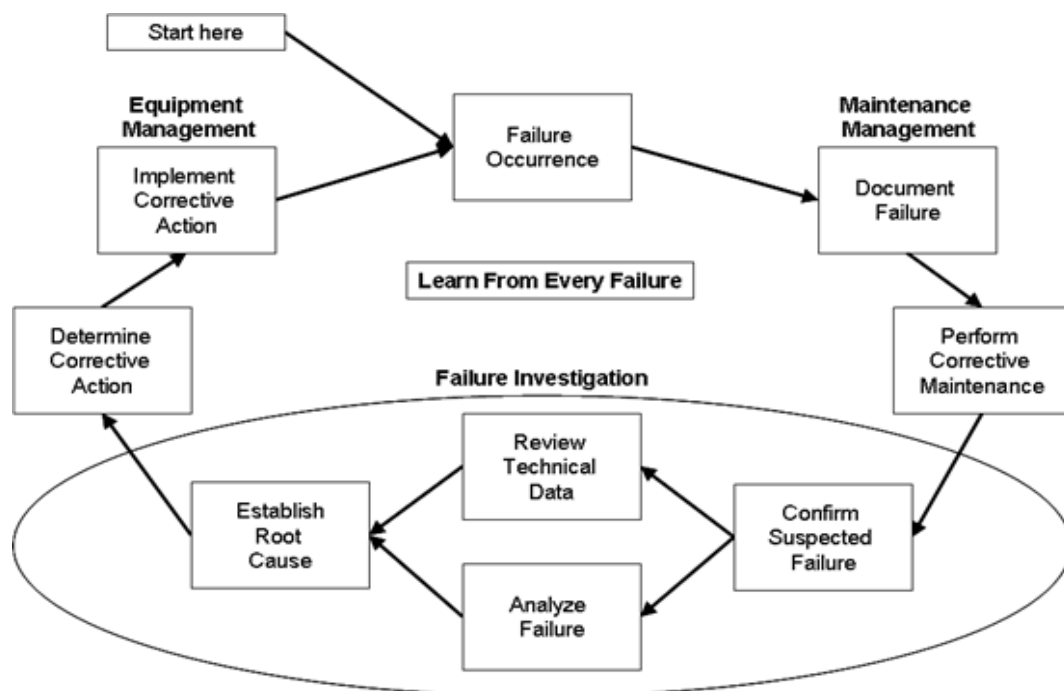 Start here
Equipment
Management
Failure
Occurrence
Maintenance
Management
Implement
Corrective
Action
Document
Failure
Learn From Every Failure
Determine
Corrective
Action
Perform
Corrective
Maintenance
Failure Investigation
Review
Technical
Data
Establish
Root
Cause
Confirm
Suspected
Failure
Analyze
Failure